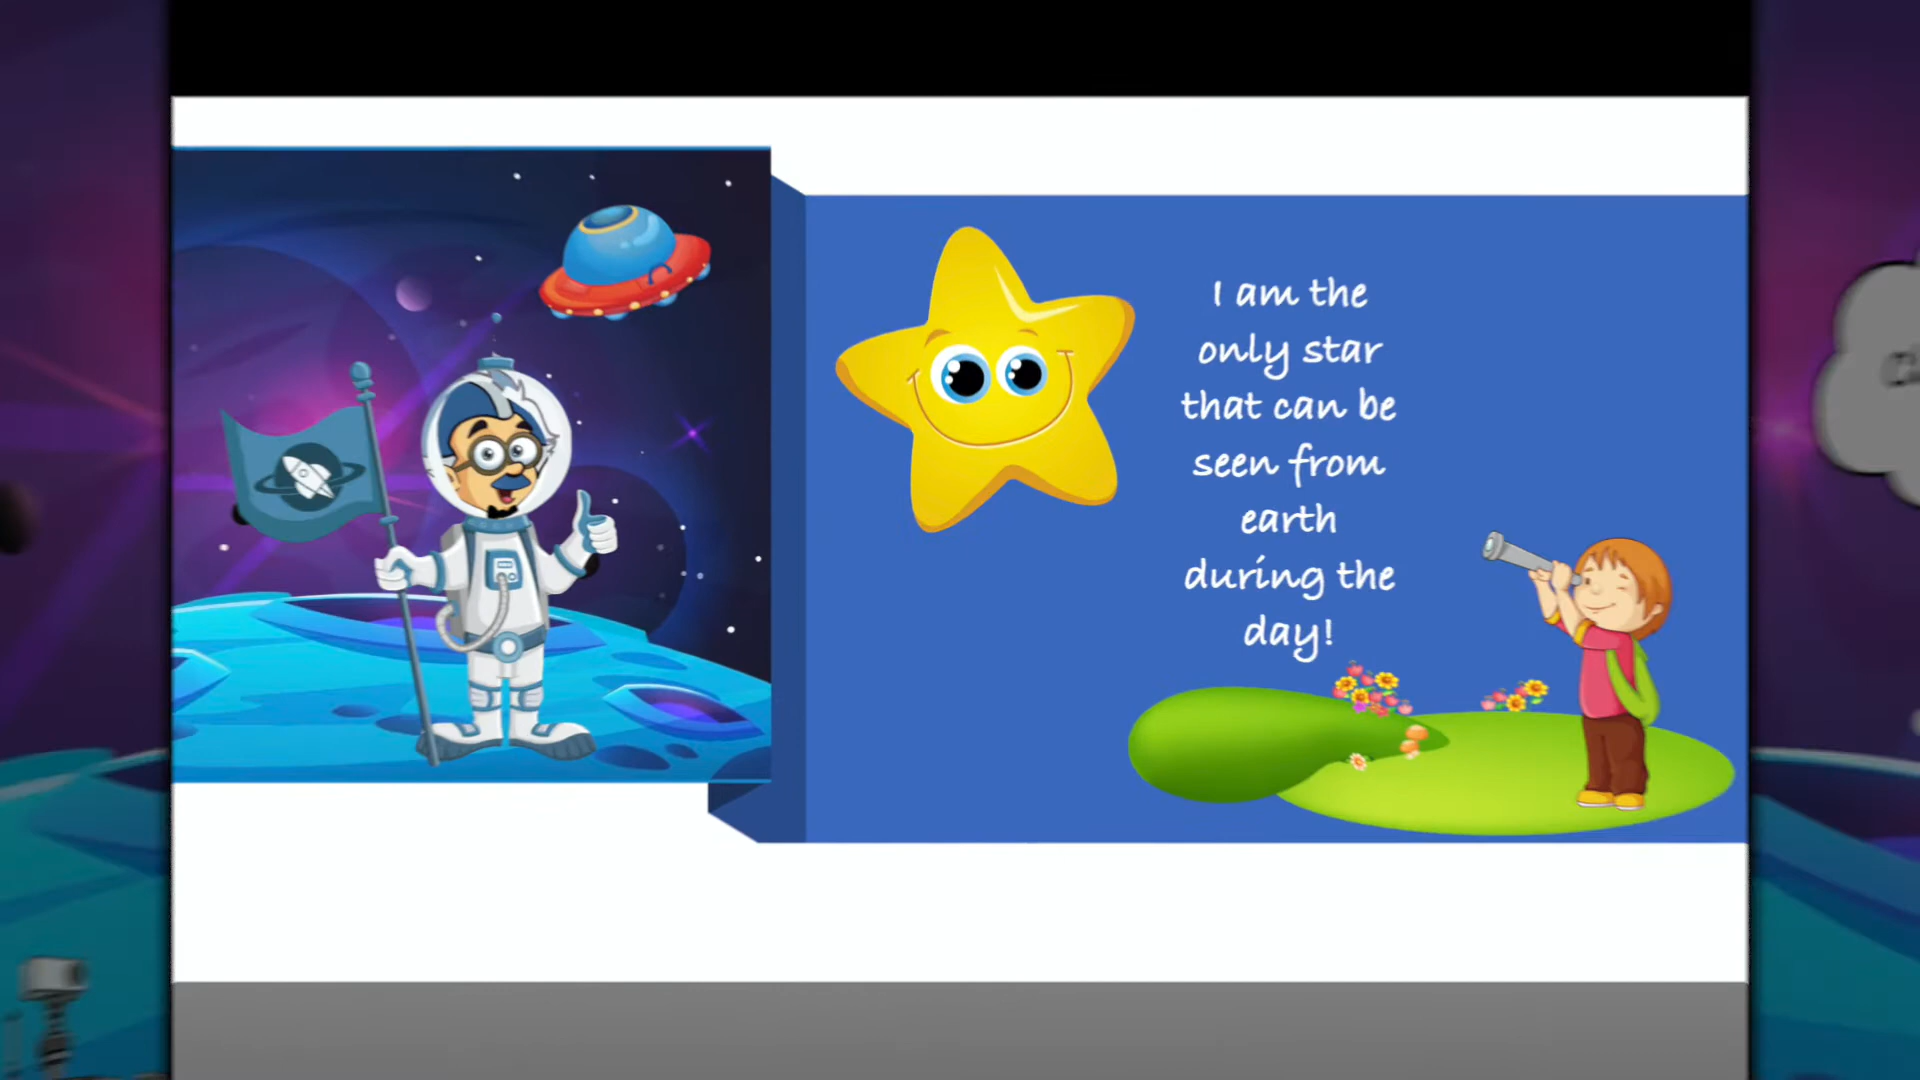 I am the
only star
that can be
seen from
earth
during the
day!